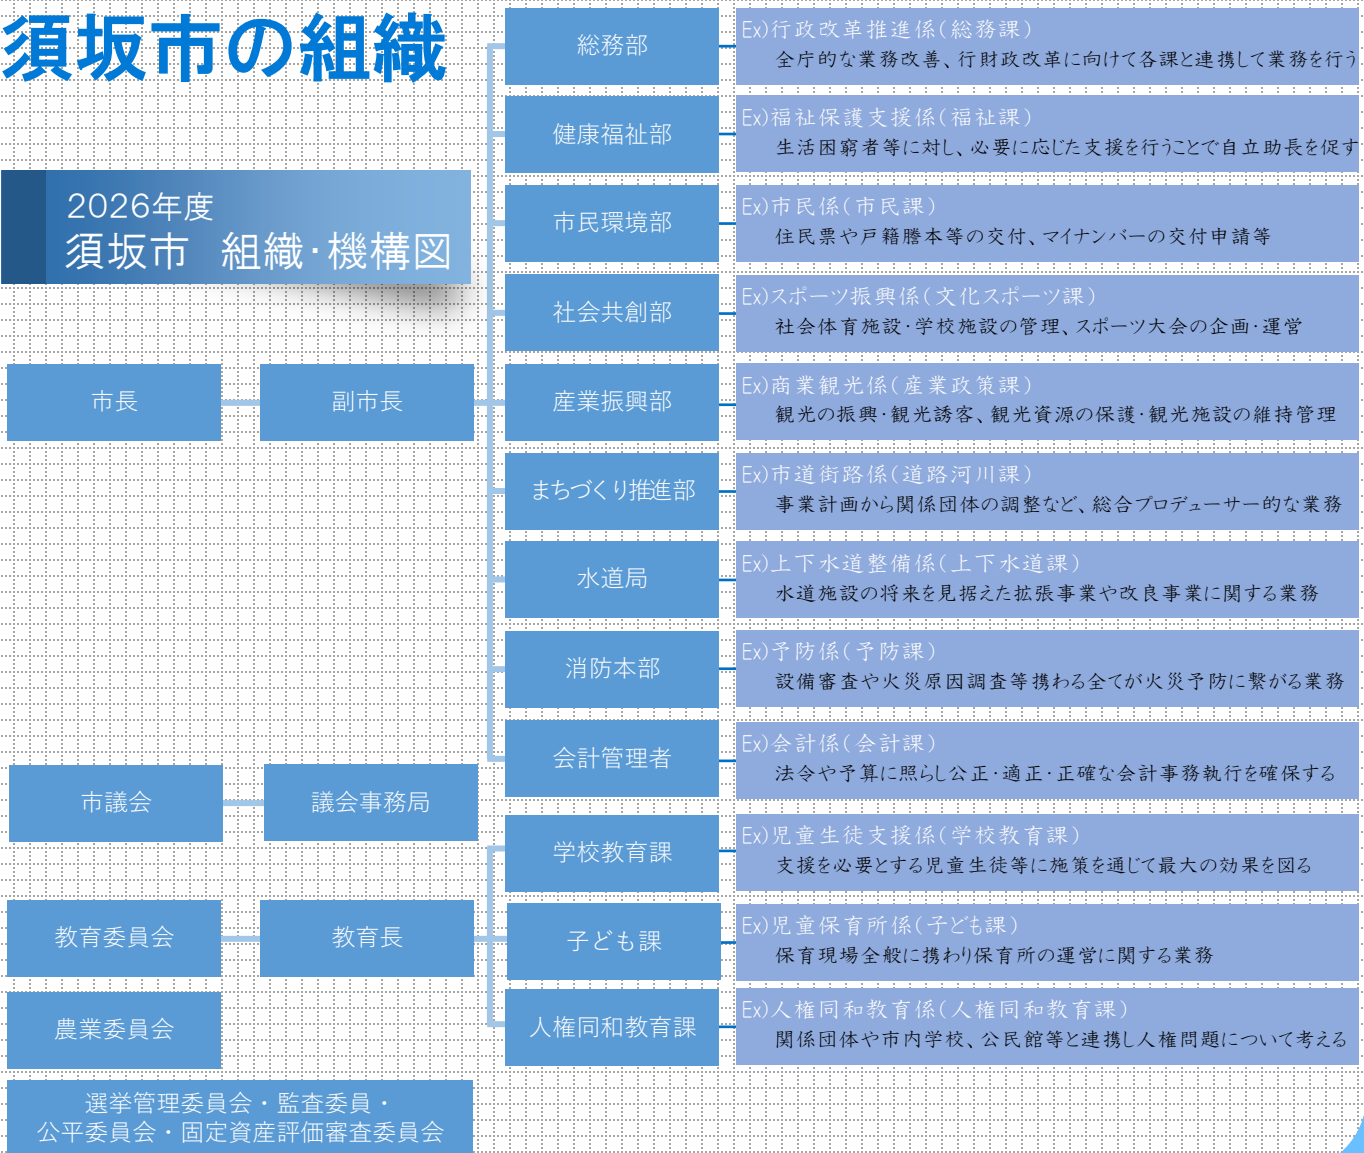 須坂市の組織
2026年度
須坂市　組織･機構図
市長
副市長
総務部
Ex)行政改革推進係(総務課)
全庁的な業務改善、行財政改革に向けて各課と連携して業務を行う
健康福祉部
Ex)福祉保護支援係(福祉課)
生活困窮者等に対し、必要に応じた支援を行うことで自立助長を促す
市民環境部
Ex)市民係(市民課)
住民票や戸籍謄本等の交付、マイナンバーの交付申請等
社会共創部
Ex)スポーツ振興係(文化スポーツ課)
社会体育施設･学校施設の管理、スポーツ大会の企画･運営
産業振興部
Ex)商業観光係(産業政策課)
観光の振興･観光誘客、観光資源の保護･観光施設の維持管理
まちづくり推進部
Ex)市道街路係(道路河川課)
事業計画から関係団体の調整など、総合プロデューサー的な業務
水道局
Ex)上下水道整備係(上下水道課)
水道施設の将来を見据えた拡張事業や改良事業に関する業務
消防本部
Ex)予防係(予防課)
設備審査や火災原因調査等携わる全てが火災予防に繋がる業務
会計管理者
Ex)会計係(会計課)
法令や予算に照らし公正･適正･正確な会計事務執行を確保する
市議会
議会事務局
教育委員会
教育長
学校教育課
Ex)児童生徒支援係(学校教育課)
支援を必要とする児童生徒等に施策を通じて最大の効果を図る
子ども課
Ex)児童保育所係(子ども課)
保育現場全般に携わり保育所の運営に関する業務
人権同和教育課
Ex)人権同和教育係(人権同和教育課)
関係団体や市内学校、公民館等と連携し人権問題について考える
農業委員会
選挙管理委員会・監査委員・
公平委員会・固定資産評価審査委員会